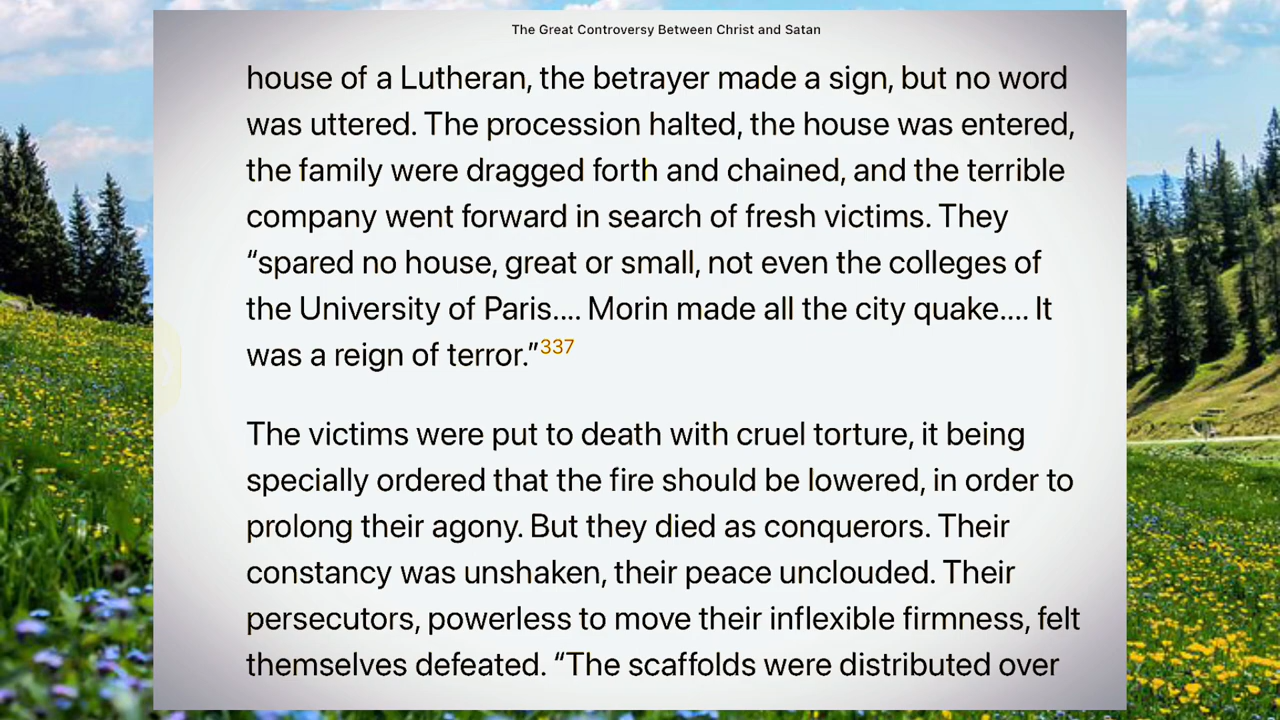 The Great Controversy Between Christ and Satan
house of a Lutheran, the betrayer made a sign, but no word
was uttered. The procession halted, the house was entered,
the family were dragged forth and chained, and the terrible
company went forward in search of fresh victims. They
“spared no house, great or small, not even the colleges of
the University of Paris.... Morin made all the city quake.... It
was a reign of terror.”337
The victims were put to death with cruel torture, it being
specially ordered that the fire should be lowered, in order to
prolong their agony. But they died as conquerors. Their
constancy was unshaken, their peace unclouded. Their
persecutors, powerless to move their inflexible firmness, felt
themselves defeated. “The scaffolds were distributed over